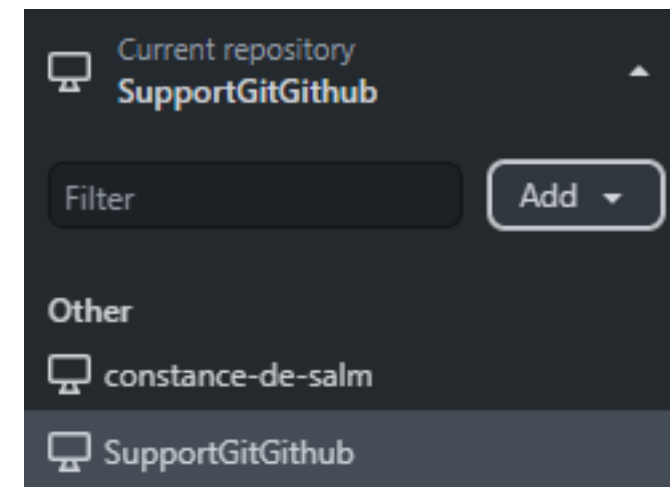 Current repository
SupportGitGithub
Filter
Add
Other
constance-de-salm
SupportGitGithub